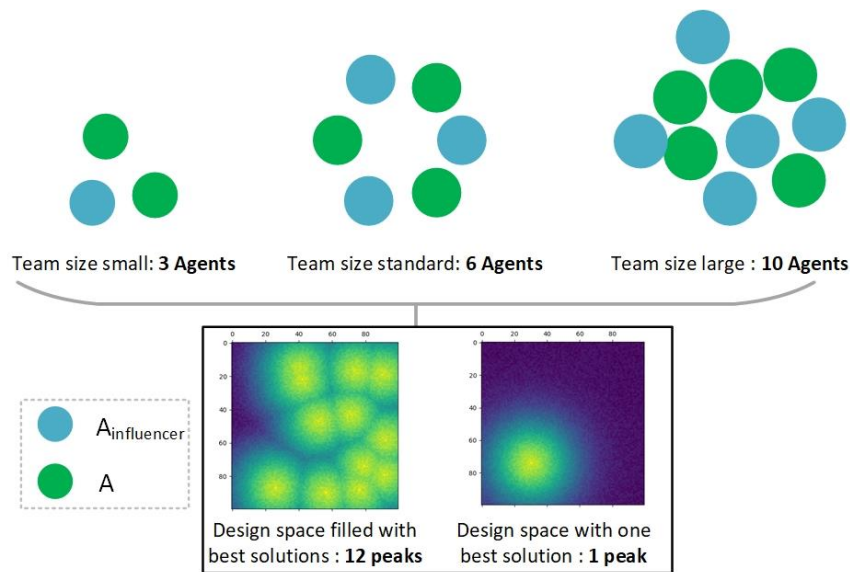 Team size small: 3 Agents
Team size standard: 6 Agents
Team size large : 10 Agents
0 20 40 60 80
0
20
40
60
80
0 20 40 60 80
0
20
40
60
80
A influencer
A
Design space filled with
best solutions : 12 peaks
Design space with one
best solution : 1 peak